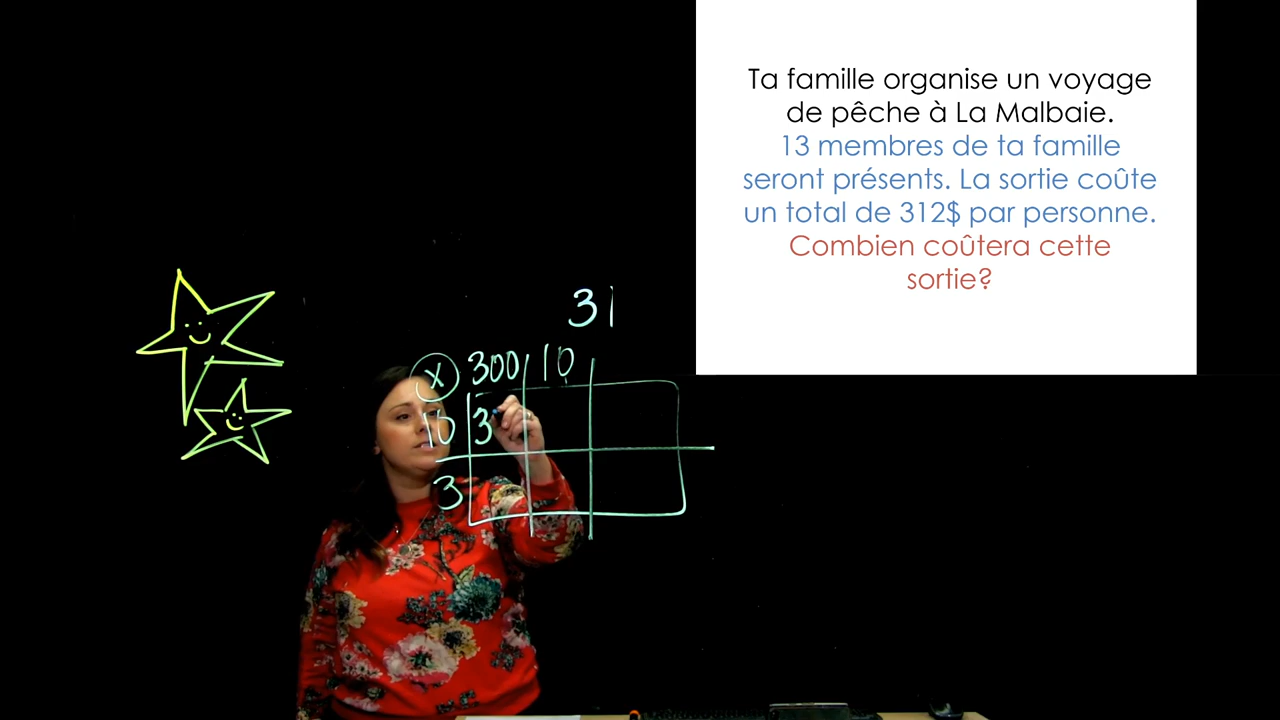 Ta famille organise un voyage
de pêche à La Malbaie.
13 membres de ta famille
seront présents. La sortie coûte
un total de 312$ par personne.
Combien coûtera cette
sortie?
31
x 300 10
10 3
3